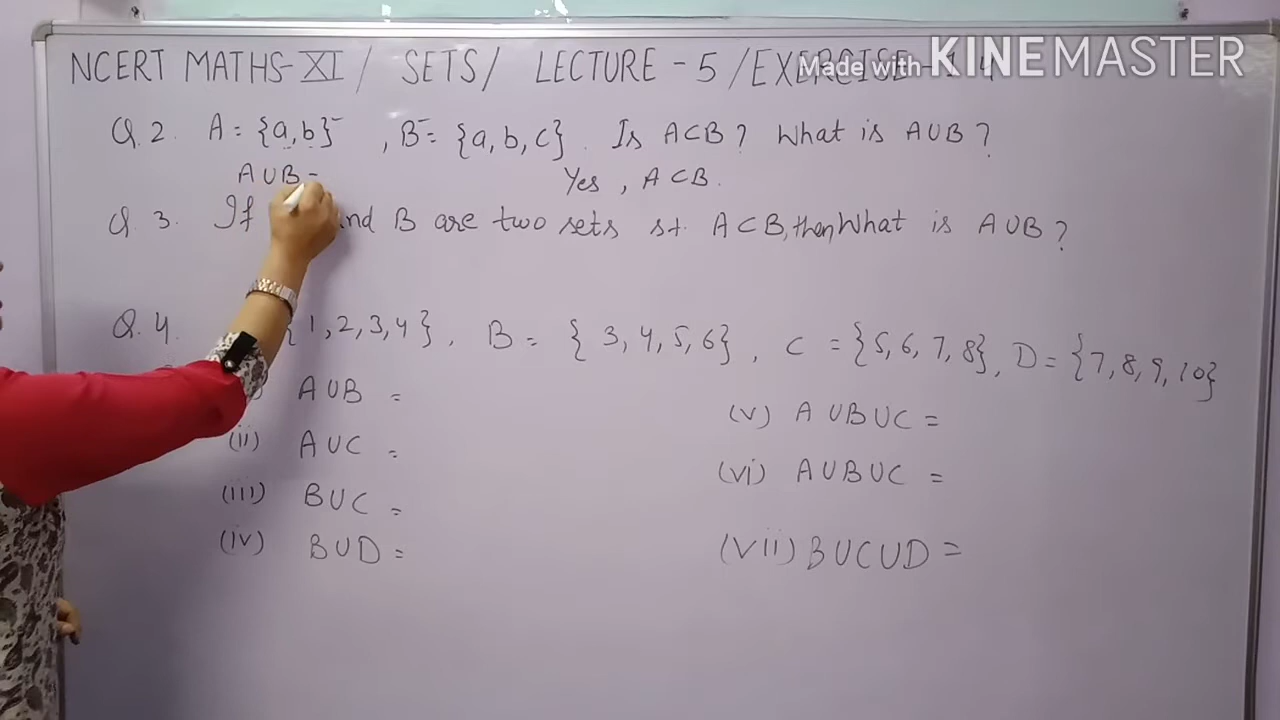 NCERT MATHS-XI / SETS / LECTURE - 5 / EXERCISE - 1.4
Made with KINEMASTER
Q.2. A = {a,b} , B = {a, b, c} . Is A⊂B? What is A∪B?
A∪B = Yes, A⊂B.
Q. 3. If and B are two sets s.t. A⊂B, then What is A∪B?
Q. 4. {1,2,3,4}, B = {3,4,5,6}, C = {5,6,7,8}, D = {7,8,9,10}
A∪B =
(v) A∪B∪C =
(ii) A∪C =
(vi) A∪B∪C =
(iii) B∪C =
(iv) B∪D =
(vii) B∪C∪D =